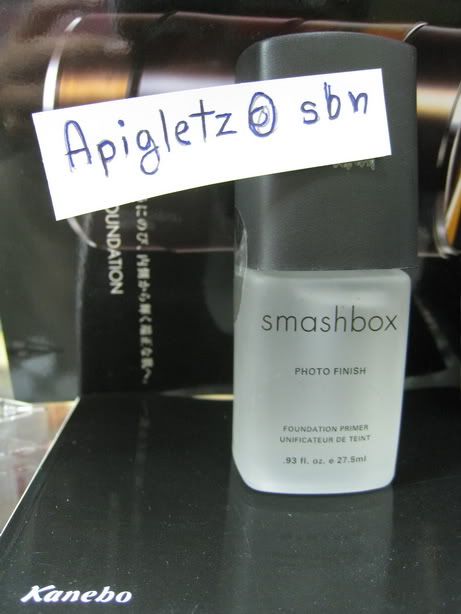 Apigletz@ sbn
smashbox
PHOTO FINISH
FOUNDATION PRIMER
UNIFICATEUR DE TEINT
.93 fl. oz. e 27.5ml
FOUNDATION
Kanebo